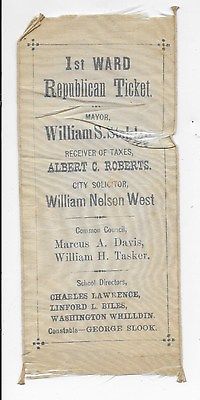 1st WARD
Republican Ticket.
MAYOR,
William S.
RECEIVER OF TAXES,
ALBERT C. ROBERTS.
CITY SOLICITOR,
William Nelson West
Common Council,
Marcus A. Davis,
William H. Tasker.
School Directors,
CHARLES LAWRENCE,
LINFORD L. BILES,
WASHINGTON WHILLDIN.
Constable—GEORGE SLOOK.